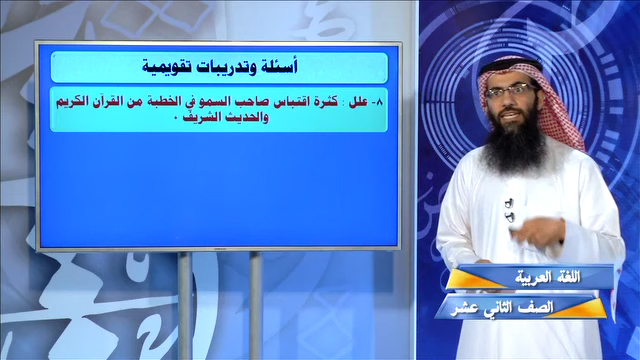 أسئلة وتدريبات تقويمية
٨- علل : كثرة اقتباس صاحب السمو في الخطبة من القرآن الكريم
والحديث الشريف ٠
اللغة العربية
الصف الثاني عشر